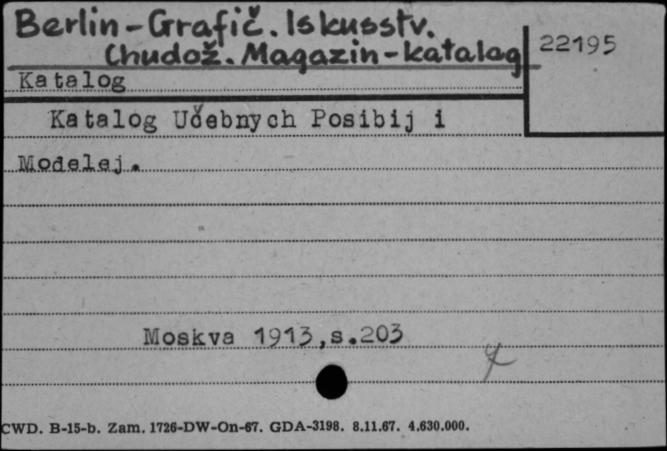 Berlin-Grafič. Iskusstv.
Chudož. Magazin-katalog
22195
Katalog
Katalog Učebnych Posibij i
Modelej.
Moskva 1913, s.203
CWD. B-15-b. Zam. 1726-DW-On-67. GDA-3198. 8.11.67. 4.630.000.